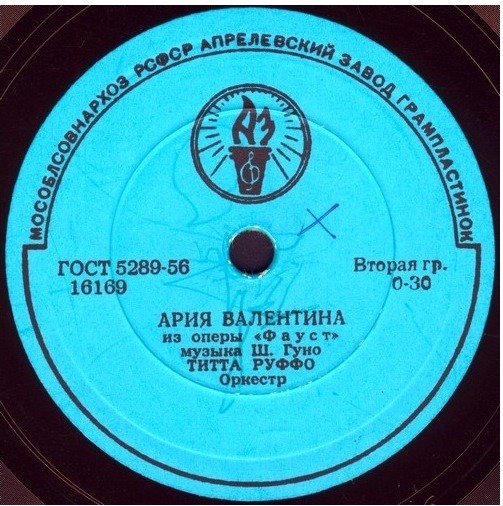 МОСОБЛСОВНАРХОЗ РСФСР АПРЕЛЕВСКИЙ ЗАВОД ГРАМПЛАСТИНОК
АЗ
ГОСТ 5289-56
16169
Вторая гр.
0-30
АРИЯ ВАЛЕНТИНА
из оперы «Фауст»
музыка Ш. Гуно
ТИТТА РУФФО
Оркестр